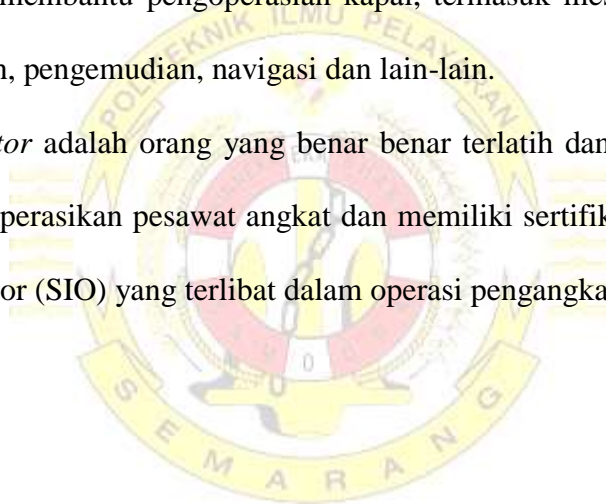 membantu pengoperasian kapal, termasuk mes
n, pengemudian, navigasi dan lain-lain.
tor adalah orang yang benar benar terlatih dan
perasikan pesawat angkat dan memiliki sertifik
or (SIO) yang terlibat dalam operasi pengangka
POLITEKNIK ILMU PELAYARAN
SEMARANG